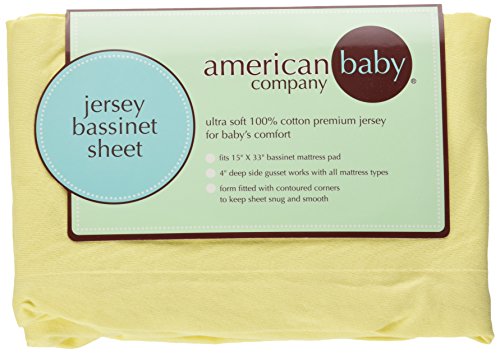 jersey
bassinet
sheet
american baby®
company
ultra soft 100% cotton premium jersey
for baby's comfort
fits 15" X 33" bassinet mattress pad
4" deep side gusset works with all mattress types
form fitted with contoured corners
to keep sheet snug and smooth